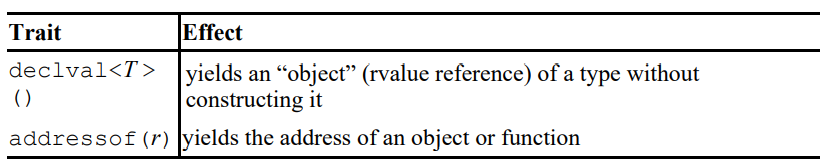 Trait Effect
declval<T> yields an “object” (rvalue reference) of a type without
() constructing it
addressof(r) yields the address of an object or function